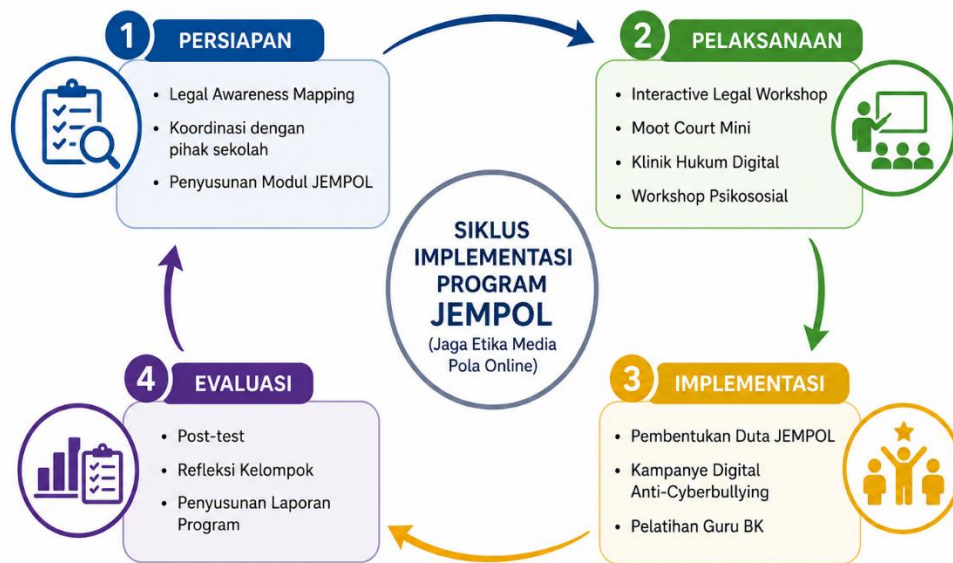 1 PERSIAPAN
• Legal Awareness Mapping
• Koordinasi dengan
pihak sekolah
• Penyusunan Modul JEMPOL
2 PELAKSANAAN
• Interactive Legal Workshop
• Moot Court Mini
• Klinik Hukum Digital
• Workshop Psikososial
SIKLUS
IMPLEMENTASI
PROGRAM
JEMPOL
(Jaga Etika Media
Pola Online)
4 EVALUASI
• Post-test
• Refleksi Kelompok
• Penyusunan Laporan
Program
3 IMPLEMENTASI
• Pembentukan Duta JEMPOL
• Kampanye Digital
Anti-Cyberbullying
• Pelatihan Guru BK